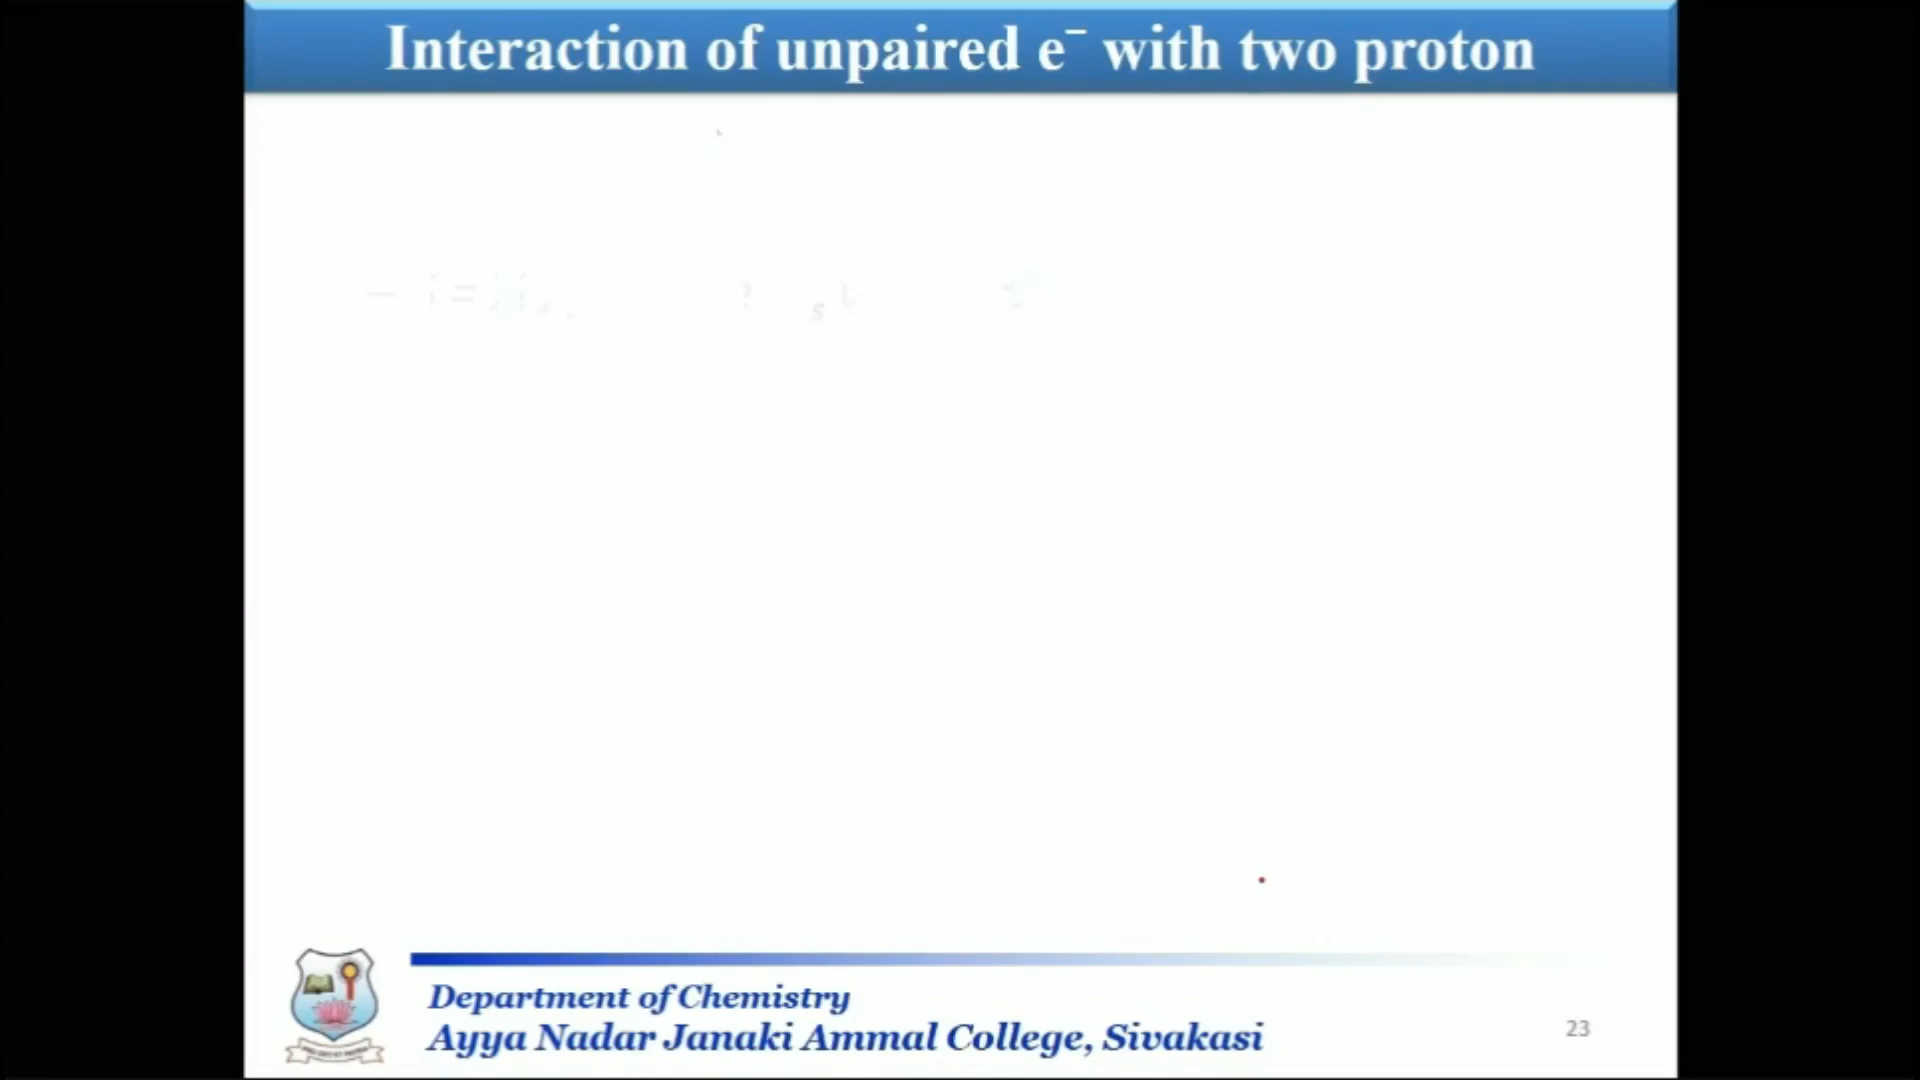 Interaction of unpaired e⁻ with two proton
Department of Chemistry
Ayya Nadar Janaki Ammal College, Sivakasi
23